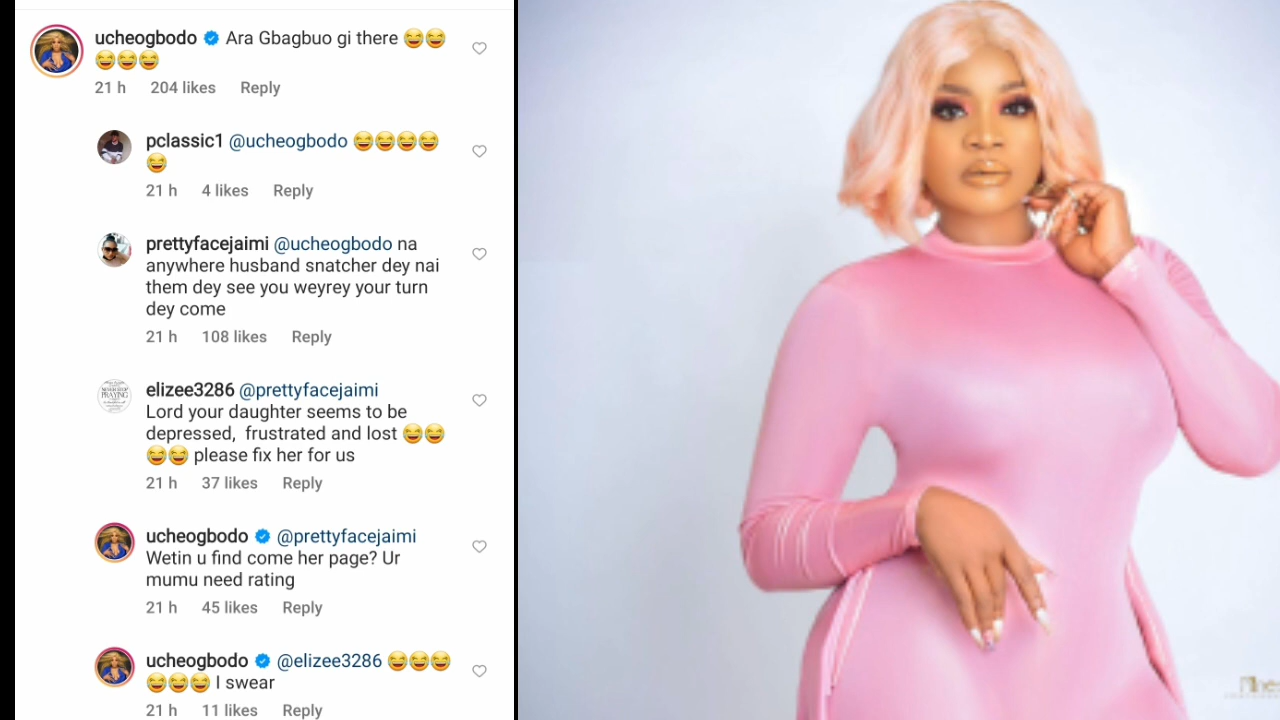 ucheogbodo Ara Gbagbuo gi there 😂😂
😂😂😂
21 h 204 likes Reply
pclassic1 @ucheogbodo 😂😂😂😂
😂
21 h 4 likes Reply
prettyfacejaimi @ucheogbodo na
anywhere husband snatcher dey nai
them dey see you weyrey your turn
dey come
21 h 108 likes Reply
elizee3286 @prettyfacejaimi
Lord your daughter seems to be
depressed, frustrated and lost 😂😂
😂😂 please fix her for us
21 h 37 likes Reply
ucheogbodo @prettyfacejaimi
Wetin u find come her page? Ur
mumu need rating
21 h 45 likes Reply
ucheogbodo @elizee3286 😂😂😂
😂😂😂 I swear
21 h 11 likes Reply